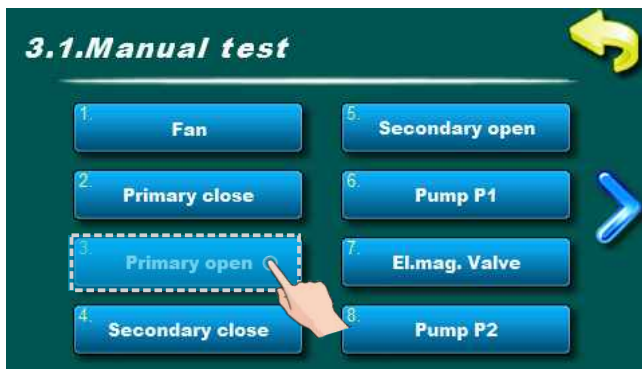 3.1.Manual test
1.
Fan
2.
Primary close
3.
Primary open
4.
Secondary close
5.
Secondary open
6.
Pump P1
7.
El.mag. Valve
8.
Pump P2